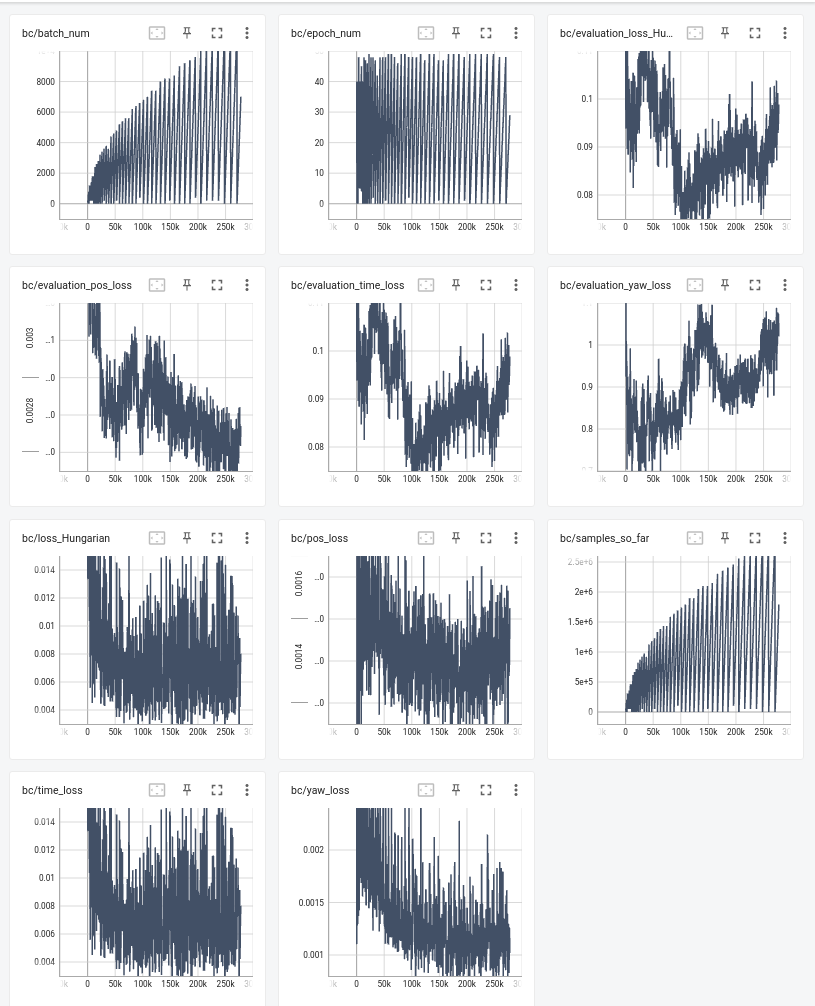 bc/batch_num
8000
6000
4000
2000
0
0 50k 100k 150k 200k 250k
bc/epoch_num
40
30
20
10
0
0 50k 100k 150k 200k 250k
bc/evaluation_loss_Hu...
0.1
0.09
0.08
0 50k 100k 150k 200k 250k
bc/evaluation_pos_loss
0.003
0.0028
..1
..0
..0
..0
0 50k 100k 150k 200k 250k
bc/evaluation_time_loss
0.1
0.09
0.08
0 50k 100k 150k 200k 250k
bc/evaluation_yaw_loss
1
0.9
0.8
0 50k 100k 150k 200k 250k
bc/loss_Hungarian
0.014
0.012
0.01
0.008
0.006
0.004
0 50k 100k 150k 200k 250k
bc/pos_loss
0.0016
0.0014
..0
..0
..0
..0
0 50k 100k 150k 200k 250k
bc/samples_so_far
2.5e+6
2e+6
1.5e+6
1e+6
5e+5
0
0 50k 100k 150k 200k 250k
bc/time_loss
0.014
0.012
0.01
0.008
0.006
0.004
0 50k 100k 150k 200k 250k
bc/yaw_loss
0.002
0.0015
0.001
0 50k 100k 150k 200k 250k